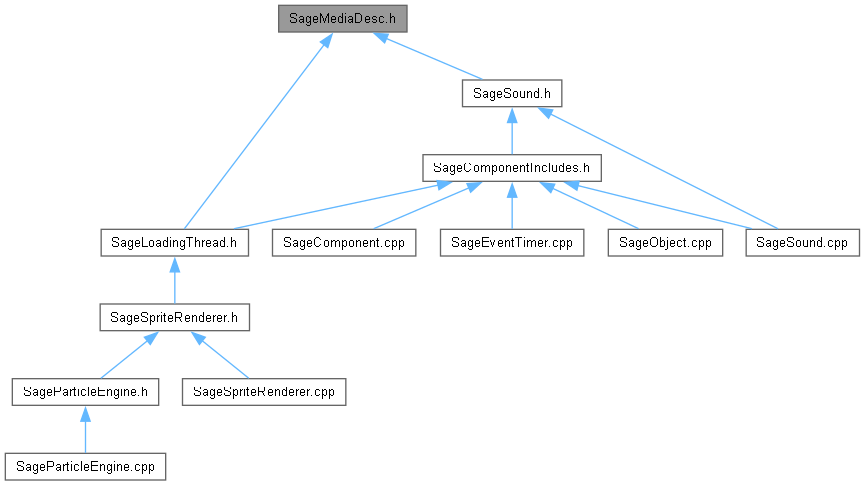 SageMediaDesc.h
SageSound.h
SageComponentIncludes.h
SageLoadingThread.h
SageComponent.cpp
SageEventTimer.cpp
SageObject.cpp
SageSound.cpp
SageSpriteRenderer.h
SageParticleEngine.h
SageSpriteRenderer.cpp
SageParticleEngine.cpp